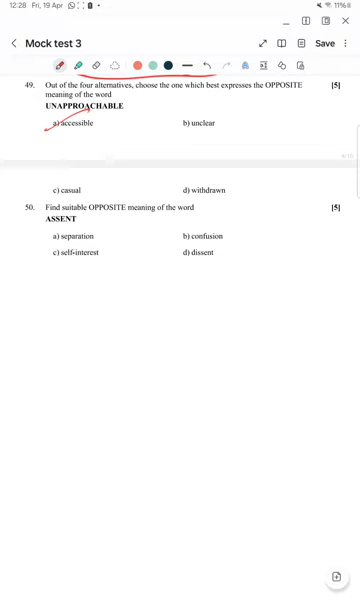 12:28 Fri, 19 Apr 11%
Mock test 3
Save
49. Out of the four alternatives, choose the one which best expresses the OPPOSITE [5]
meaning of the word
UNAPPROACHABLE
a) accessible b) unclear
c) casual d) withdrawn
50. Find suitable OPPOSITE meaning of the word [5]
ASSENT
a) separation b) confusion
c) self-interest d) dissent